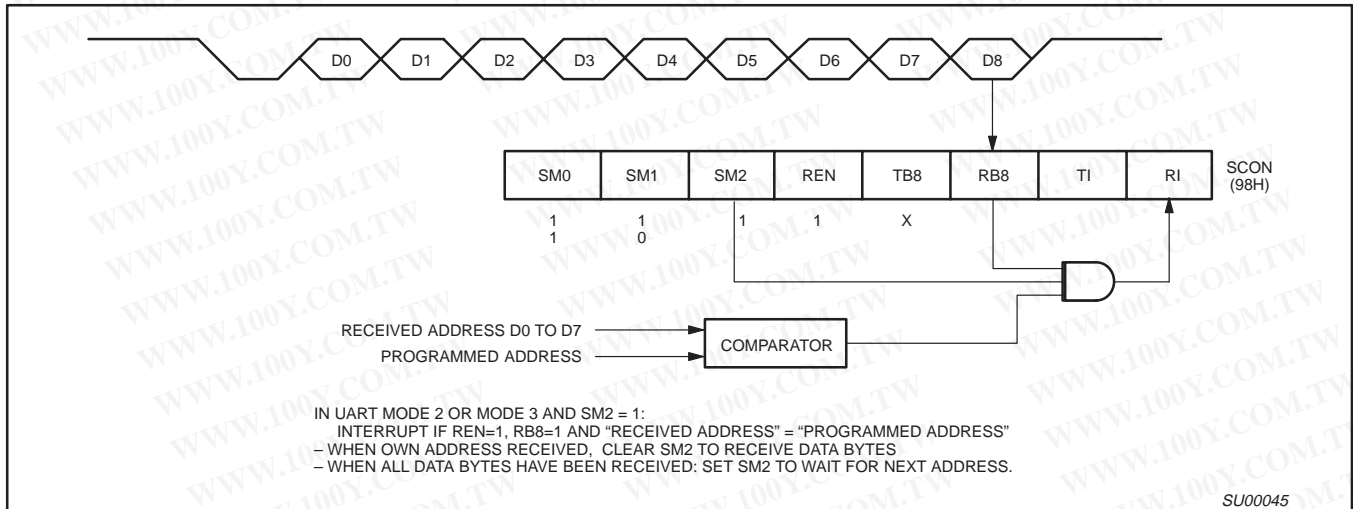 D0 D1 D2 D3 D4 D5 D6 D7 D8
SM0 SM1 SM2 REN TB8 RB8 TI RI
SCON
(98H)
1 1 1 1 X
1 0
RECEIVED ADDRESS D0 TO D7
PROGRAMMED ADDRESS
COMPARATOR
IN UART MODE 2 OR MODE 3 AND SM2 = 1:
INTERRUPT IF REN=1, RB8=1 AND “RECEIVED ADDRESS” = “PROGRAMMED ADDRESS”
– WHEN OWN ADDRESS RECEIVED, CLEAR SM2 TO RECEIVE DATA BYTES
– WHEN ALL DATA BYTES HAVE BEEN RECEIVED: SET SM2 TO WAIT FOR NEXT ADDRESS.
SU00045
WWW.100Y.COM.TW